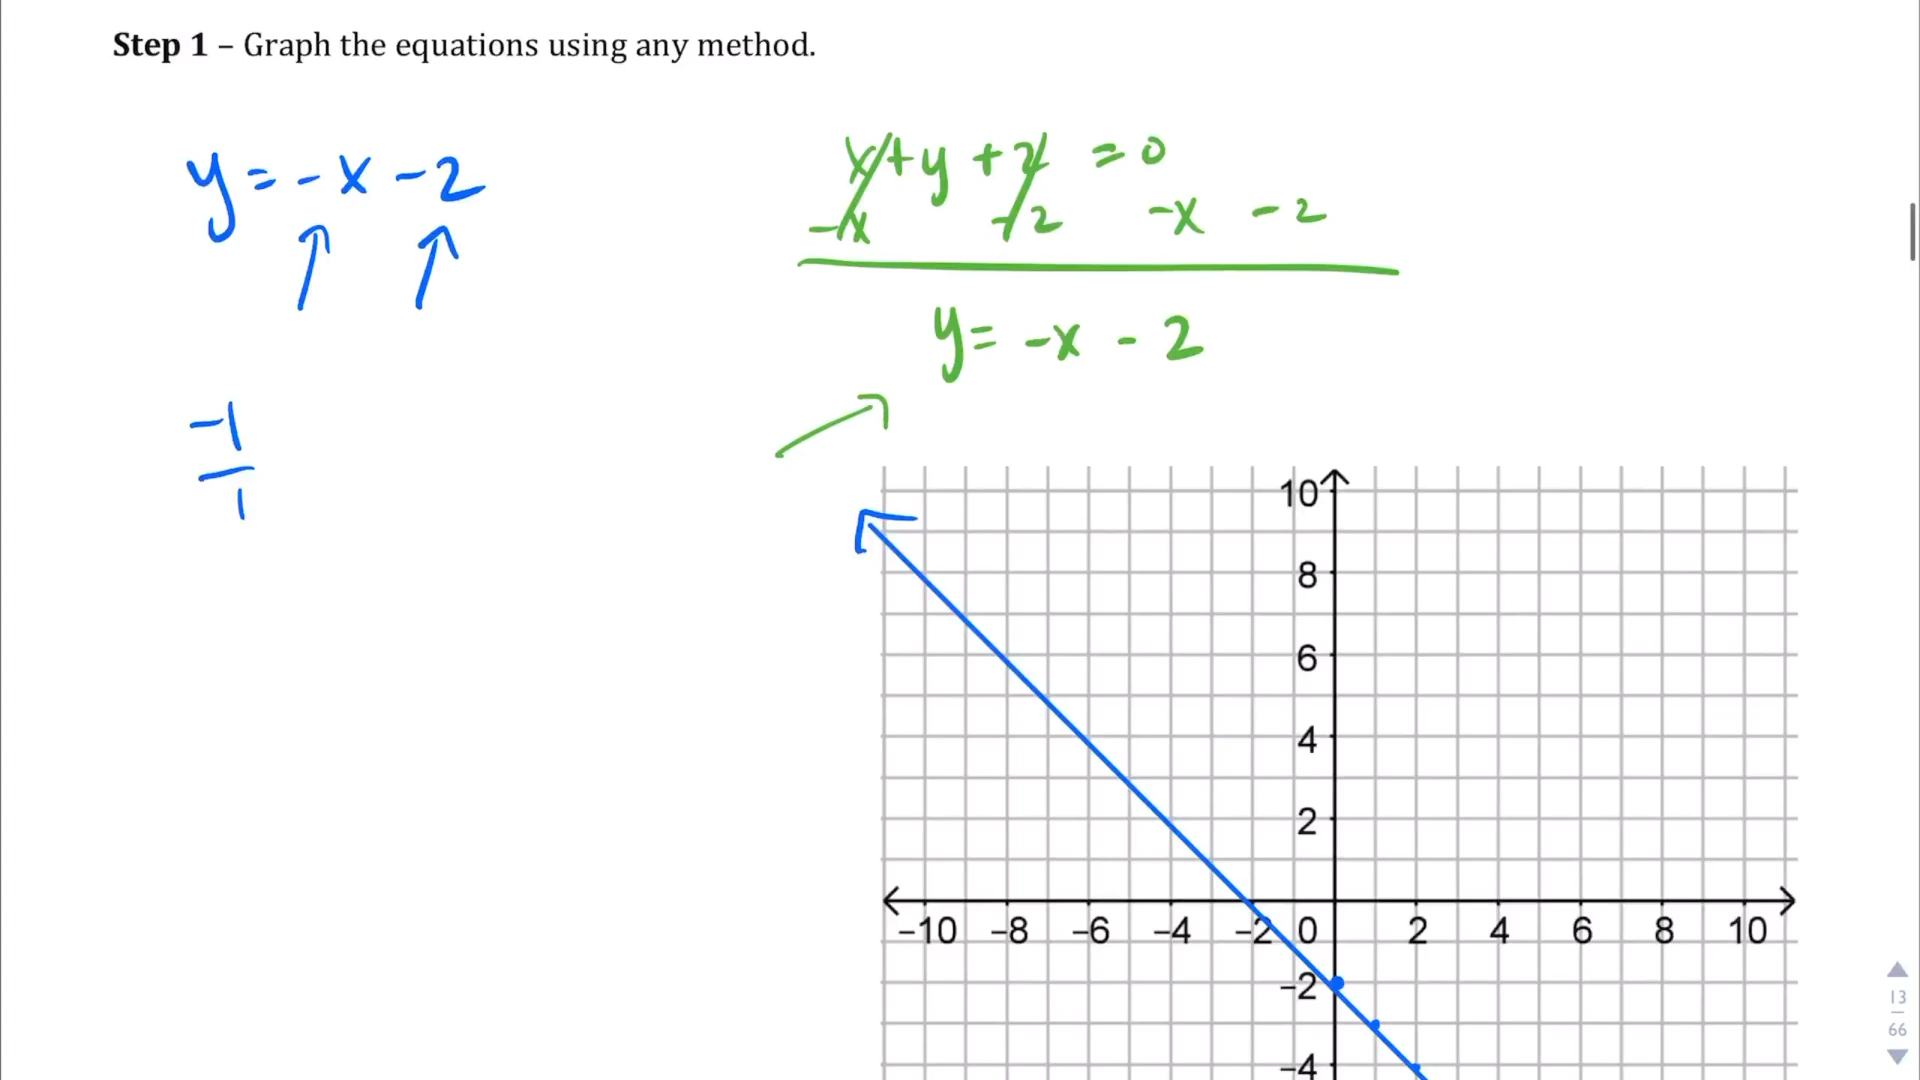 Step 1 – Graph the equations using any method.
y = -x - 2
x + y + 2 = 0
-x -2 -x -2
y = -x - 2
-1
1
10
8
6
4
2
−10 −8 −6 −4 −2 0 2 4 6 8 10
−2
−4
13
66